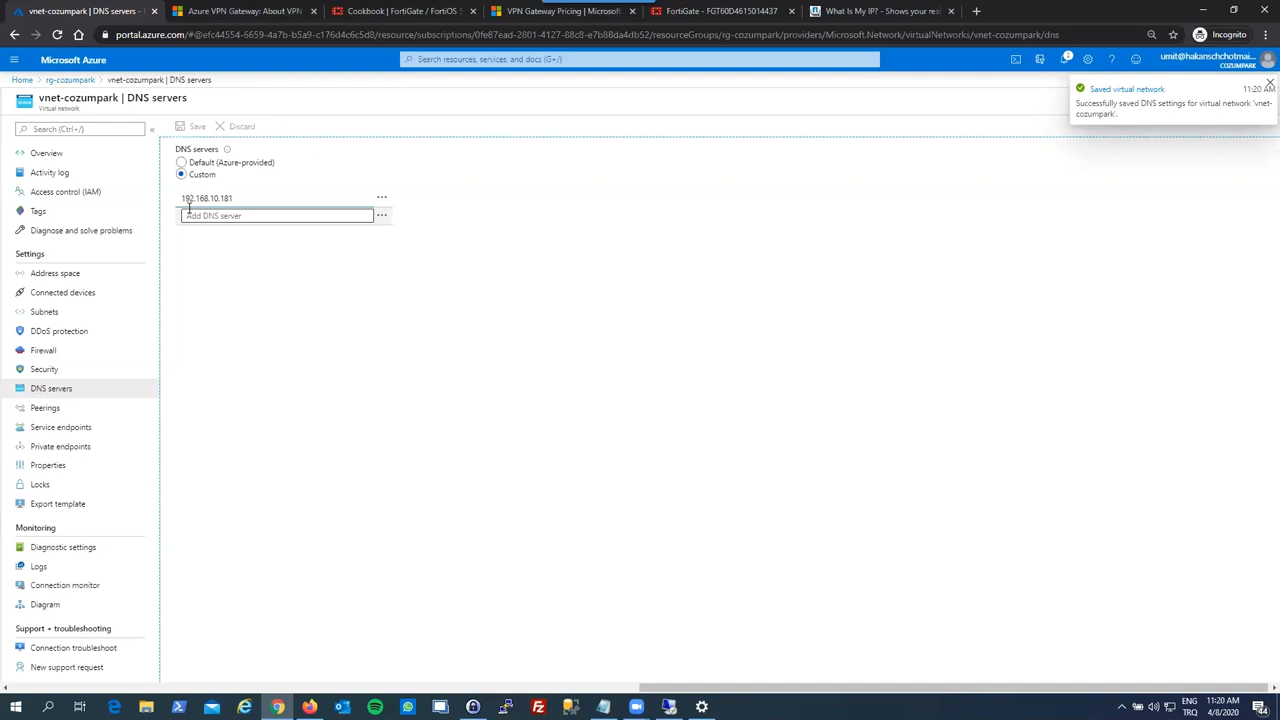 vnet-cozumpark | DNS servers -
Azure VPN Gateway: About VPN
Cookbook | FortiGate / FortiOS
VPN Gateway Pricing | Microsoft
FortiGate - FGT60D4615014437
What Is My IP? - Shows your re
portal.azure.com/#@efc44554-6659-4a7b-b5a9-c176d4c6c5d8/resource/subscriptions/0fe87ead-2801-4127-88c8-e7b88da4db52/resourceGroups/rg-cozumpark/providers/Microsoft.Network/virtualNetworks/vnet-cozumpark/dns
Incognito
Microsoft Azure
Search resources, services, and docs (G+/)
2
umit@hakanschchotmai...
COZUMPARK
Home
rg-cozumpark
vnet-cozumpark | DNS servers
vnet-cozumpark | DNS servers
Virtual network
Saved virtual network
11:20 AM
Successfully saved DNS settings for virtual network 'vnet-
cozumpark'.
Search (Ctrl+/)
Save
Discard
Overview
Activity log
Access control (IAM)
Tags
Diagnose and solve problems
Settings
Address space
Connected devices
Subnets
DDoS protection
Firewall
Security
DNS servers
Peerings
Service endpoints
Private endpoints
Properties
Locks
Export template
Monitoring
Diagnostic settings
Logs
Connection monitor
Diagram
Support + troubleshooting
Connection troubleshoot
New support request
DNS servers
Default (Azure-provided)
Custom
192.168.10.181
Add DNS server
ENG
TRQ
11:20 AM
4/8/2020
44